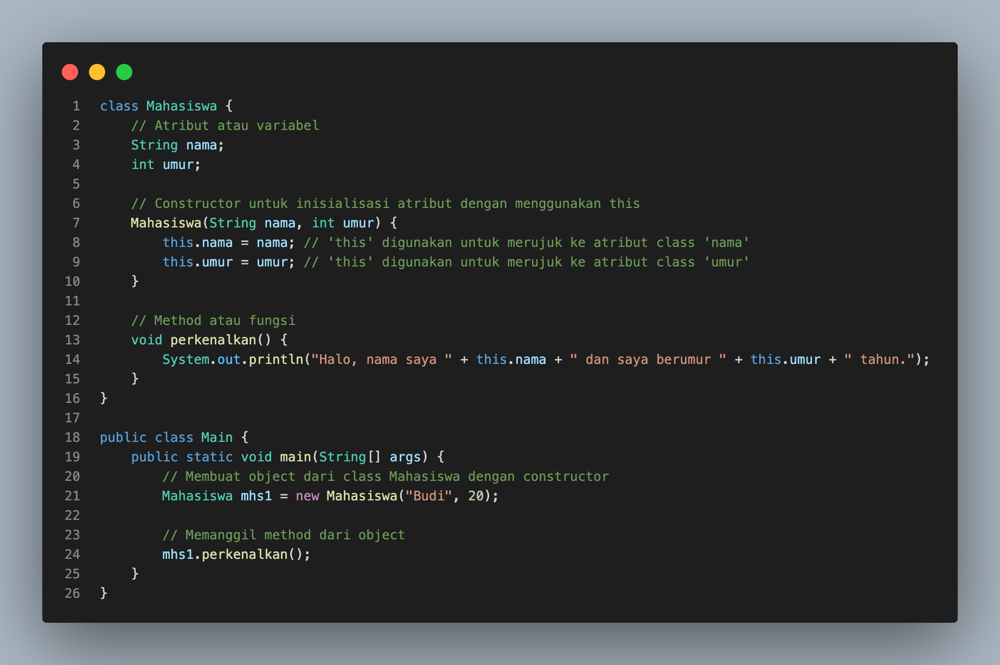 1 class Mahasiswa {
2     // Atribut atau variabel
3     String nama;
4     int umur;
5
6     // Constructor untuk inisialisasi atribut dengan menggunakan this
7     Mahasiswa(String nama, int umur) {
8         this.nama = nama; // 'this' digunakan untuk merujuk ke atribut class 'nama'
9         this.umur = umur; // 'this' digunakan untuk merujuk ke atribut class 'umur'
10     }
11
12     // Method atau fungsi
13     void perkenalkan() {
14         System.out.println("Halo, nama saya " + this.nama + " dan saya berumur " + this.umur + " tahun.");
15     }
16 }
17
18 public class Main {
19     public static void main(String[] args) {
20         // Membuat object dari class Mahasiswa dengan constructor
21         Mahasiswa mhs1 = new Mahasiswa("Budi", 20);
22
23         // Memanggil method dari object
24         mhs1.perkenalkan();
25     }
26 }